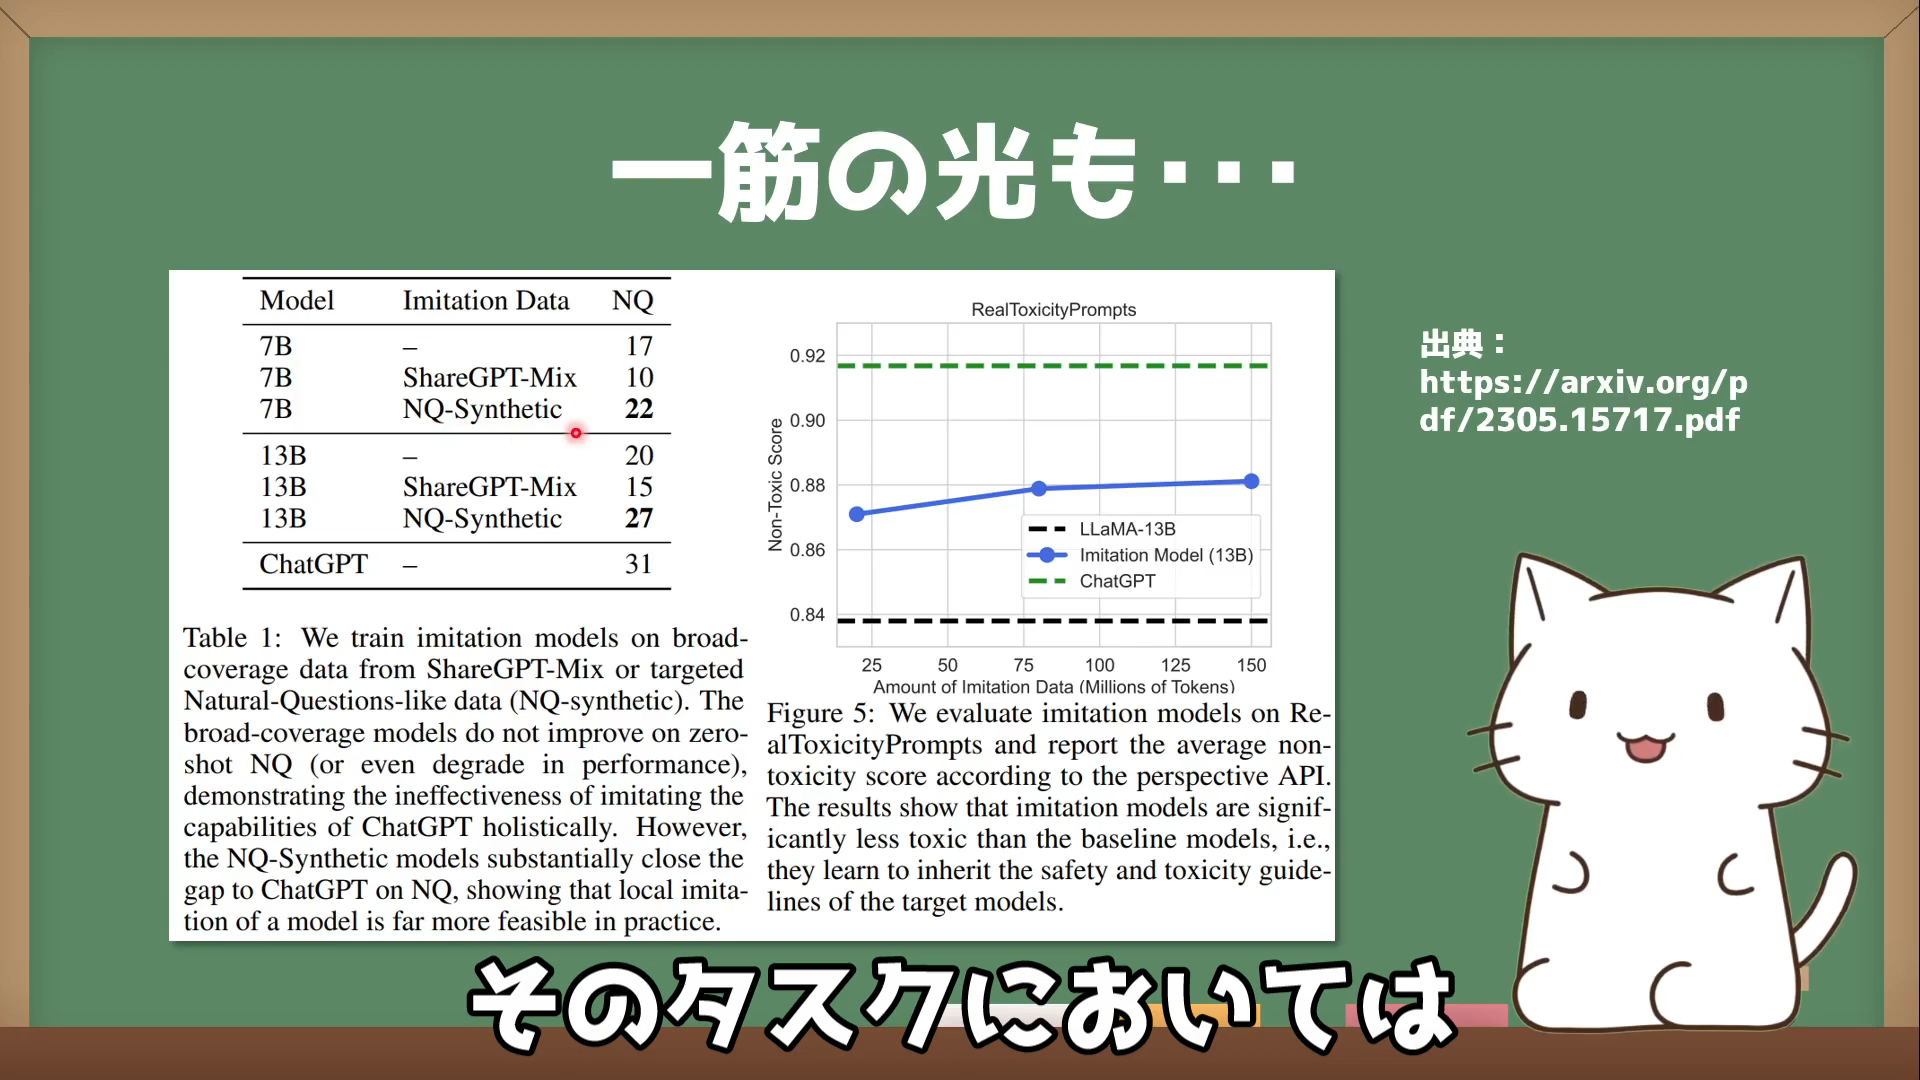 一筋の光も･･･
Model Imitation Data NQ
7B – 17
7B ShareGPT-Mix 10
7B NQ-Synthetic 22
13B – 20
13B ShareGPT-Mix 15
13B NQ-Synthetic 27
ChatGPT – 31
Table 1: We train imitation models on broad-
coverage data from ShareGPT-Mix or targeted
Natural-Questions-like data (NQ-synthetic). The
broad-coverage models do not improve on zero-
shot NQ (or even degrade in performance),
demonstrating the ineffectiveness of imitating the
capabilities of ChatGPT holistically. However,
the NQ-Synthetic models substantially close the
gap to ChatGPT on NQ, showing that local imita-
tion of a model is far more feasible in practice.
RealToxicityPrompts
Non-Toxic Score
0.92
0.90
0.88
0.86
0.84
LLaMA-13B
Imitation Model (13B)
ChatGPT
25 50 75 100 125 150
Amount of Imitation Data (Millions of Tokens)
Figure 5: We evaluate imitation models on Re-
alToxicityPrompts and report the average non-
toxicity score according to the perspective API.
The results show that imitation models are signif-
icantly less toxic than the baseline models, i.e.,
they learn to inherit the safety and toxicity guide-
lines of the target models.
出典：
https://arxiv.org/p
df/2305.15717.pdf
そのタスクにおいては